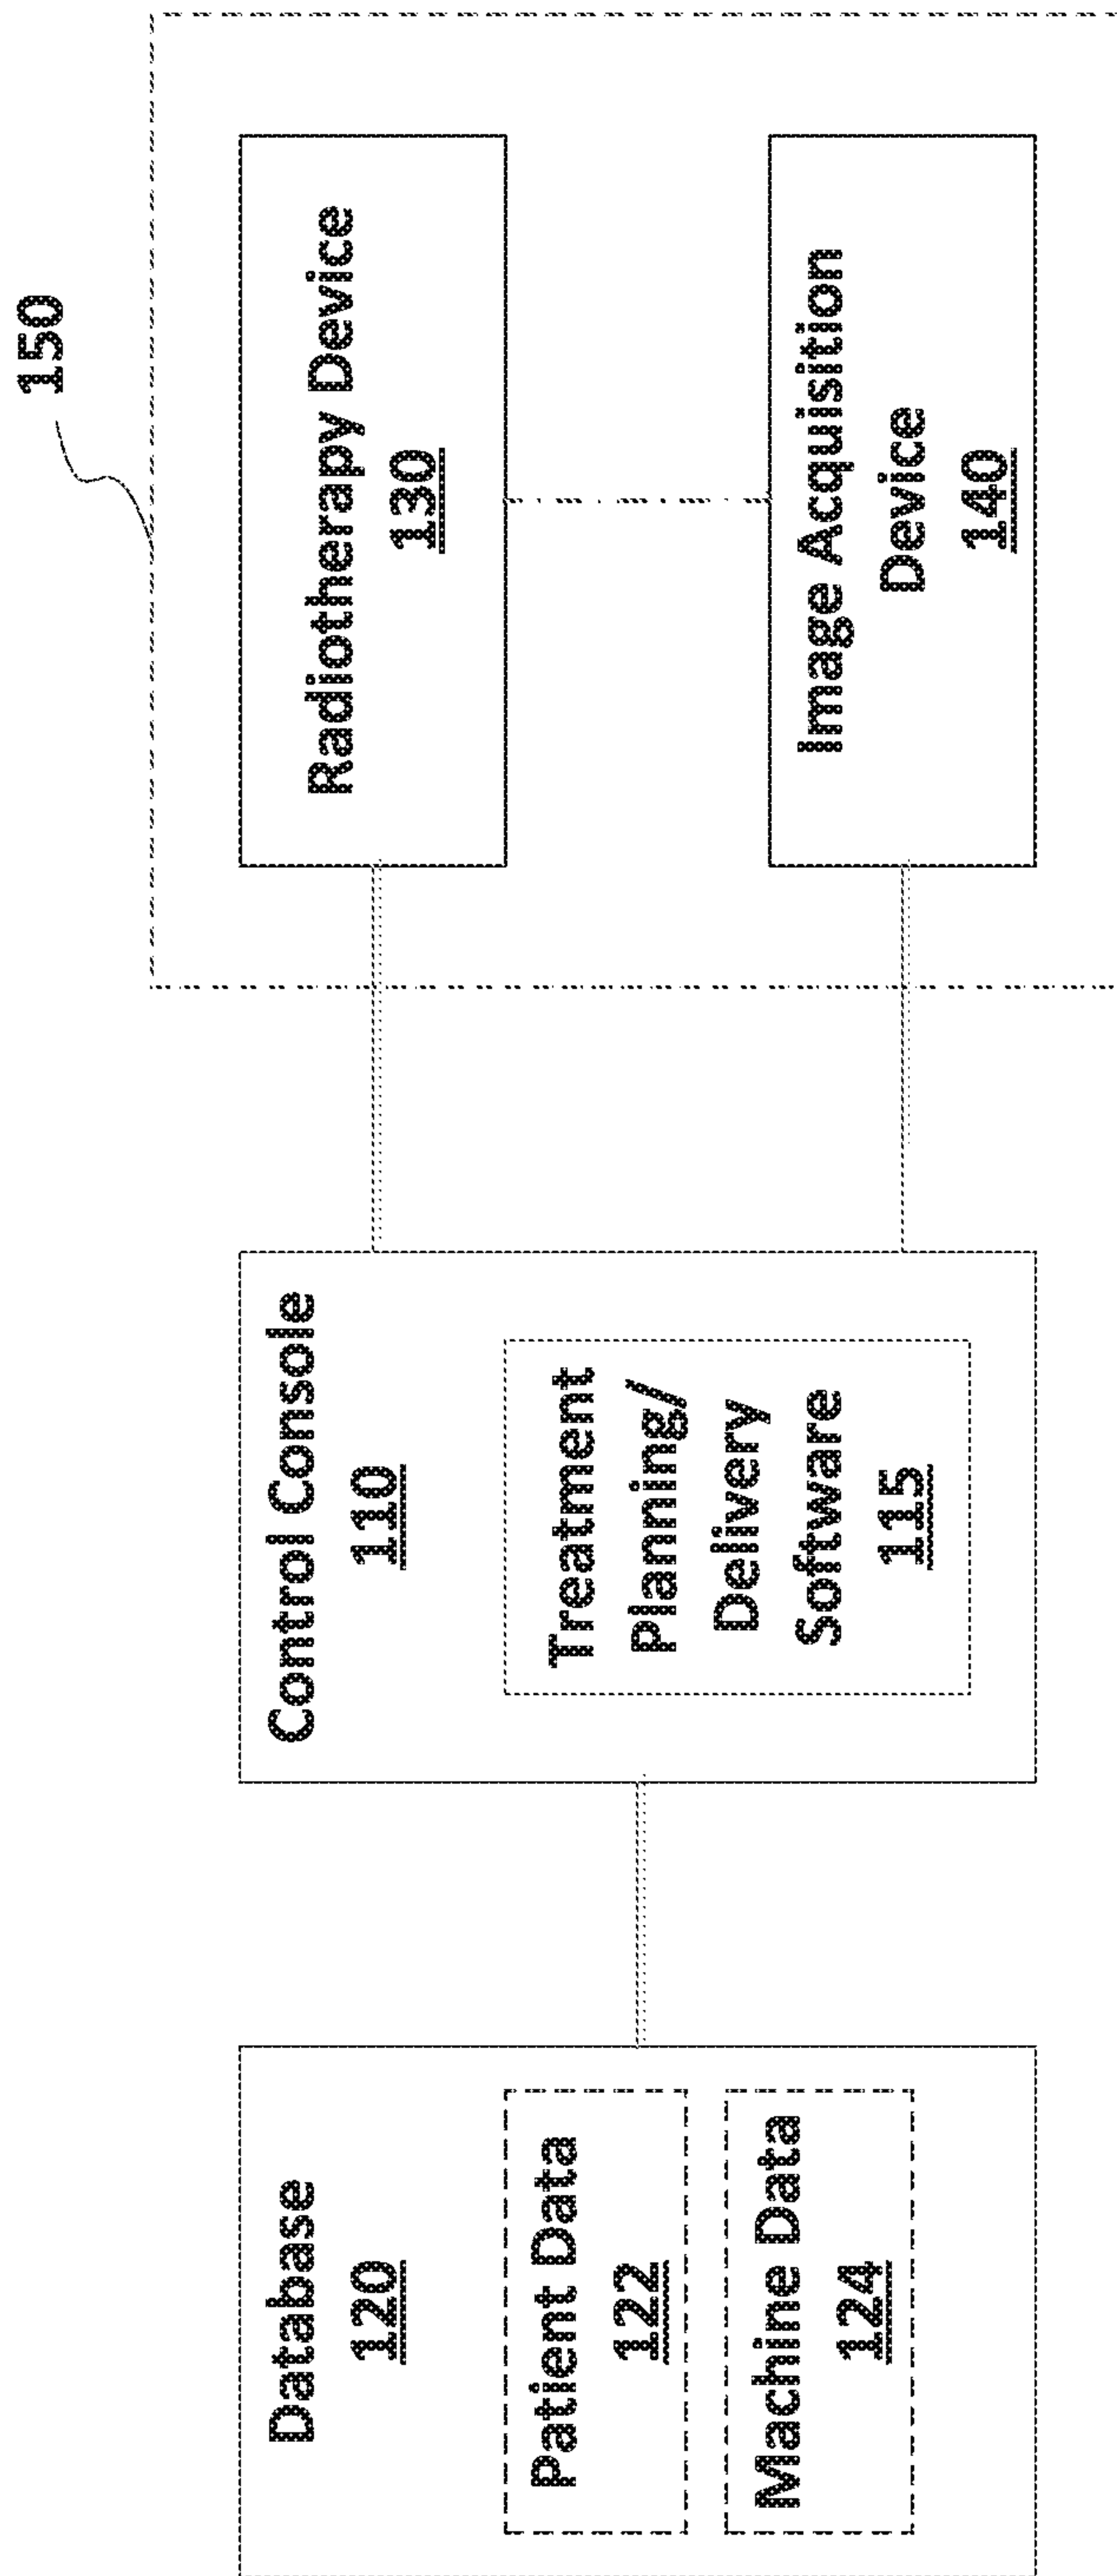 Database
120
Patient Data
122
Machine Data
124
Control Console
110
Treatment
Planning/
Delivery
Software
115
150
Radiotherapy Device
130
Image Acquisition
Device
140